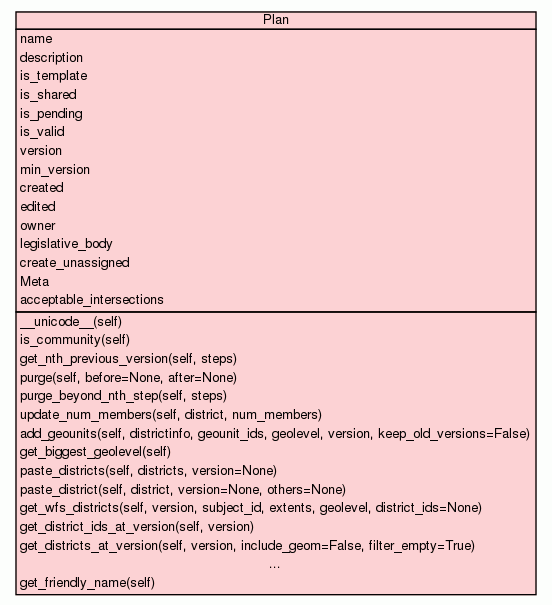 Plan
name
description
is_template
is_shared
is_pending
is_valid
version
min_version
created
edited
owner
legislative_body
create_unassigned
Meta
acceptable_intersections
__unicode__(self)
is_community(self)
get_nth_previous_version(self, steps)
purge(self, before=None, after=None)
purge_beyond_nth_step(self, steps)
update_num_members(self, district, num_members)
add_geounits(self, districtinfo, geounit_ids, geolevel, version, keep_old_versions=False)
get_biggest_geolevel(self)
paste_districts(self, districts, version=None)
paste_district(self, district, version=None, others=None)
get_wfs_districts(self, version, subject_id, extents, geolevel, district_ids=None)
get_district_ids_at_version(self, version)
get_districts_at_version(self, version, include_geom=False, filter_empty=True)
...
get_friendly_name(self)